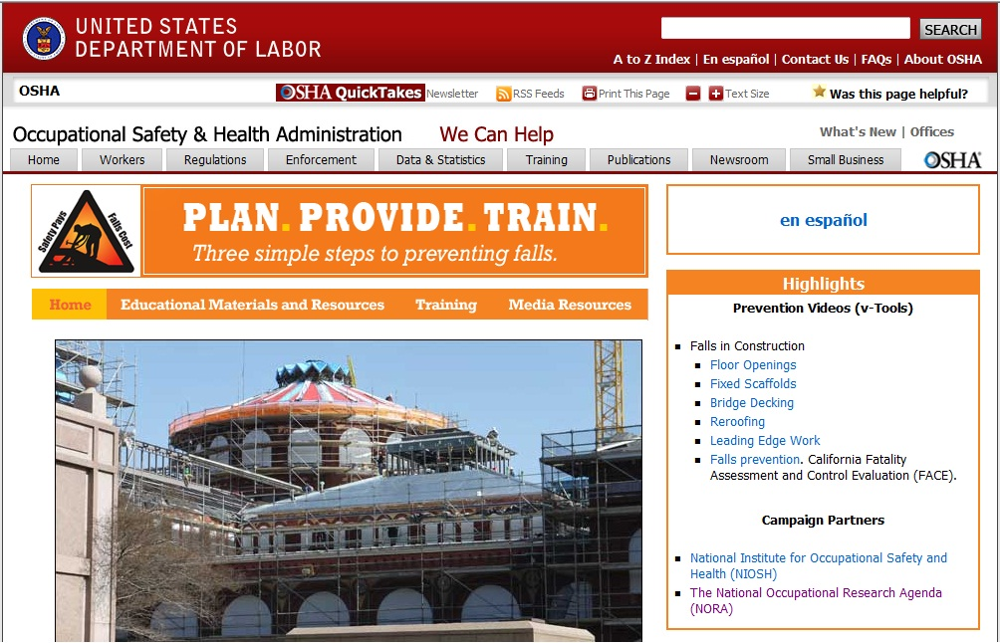 UNITED STATES
DEPARTMENT OF LABOR
SEARCH
A to Z Index | En español | Contact Us | FAQs | About OSHA
OSHA
OSHA QuickTakes Newsletter RSS Feeds Print This Page Text Size Was this page helpful?
Occupational Safety & Health Administration We Can Help
What's New | Offices
Home Workers Regulations Enforcement Data & Statistics Training Publications Newsroom Small Business OSHA
Safety Pays Falls Cost
PLAN. PROVIDE. TRAIN.
Three simple steps to preventing falls.
Home Educational Materials and Resources Training Media Resources
en español
Highlights
Prevention Videos (v-Tools)
Falls in Construction
Floor Openings
Fixed Scaffolds
Bridge Decking
Reroofing
Leading Edge Work
Falls prevention. California Fatality
Assessment and Control Evaluation (FACE).
Campaign Partners
National Institute for Occupational Safety and
Health (NIOSH)
The National Occupational Research Agenda
(NORA)